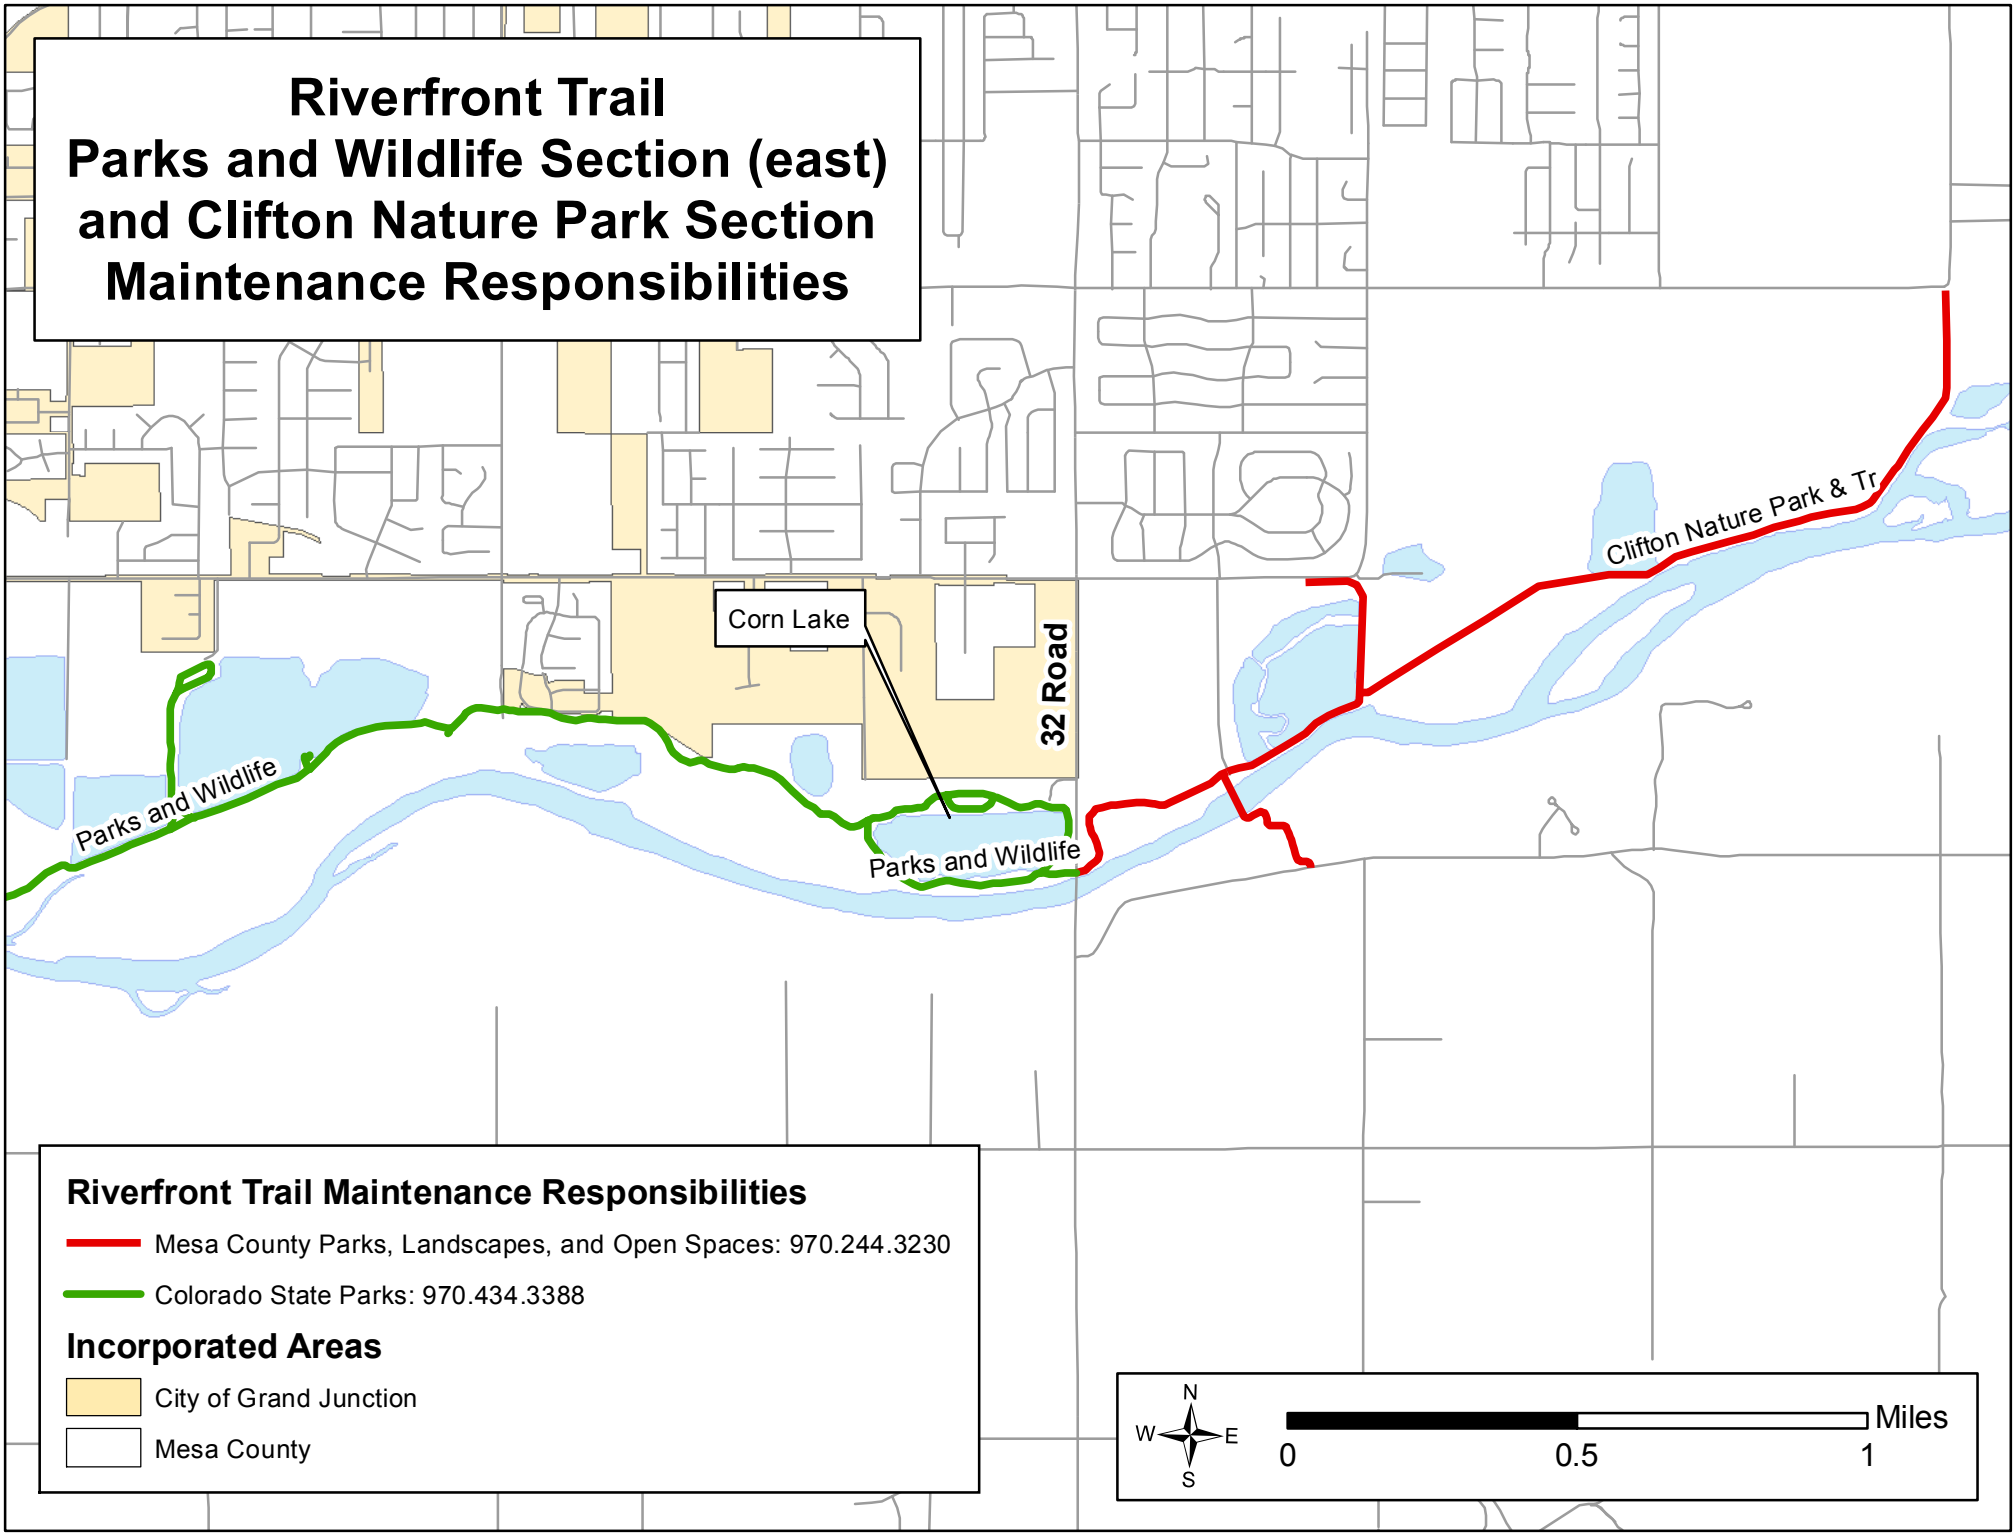 Riverfront Trail
Parks and Wildlife Section (east)
and Clifton Nature Park Section
Maintenance Responsibilities
Clifton Nature Park & Tr
Corn Lake
32 Road
Parks and Wildlife
Parks and Wildlife
Riverfront Trail Maintenance Responsibilities
Mesa County Parks, Landscapes, and Open Spaces: 970.244.3230
Colorado State Parks: 970.434.3388
Incorporated Areas
City of Grand Junction
Mesa County
N
W E
S
Miles
0 0.5 1